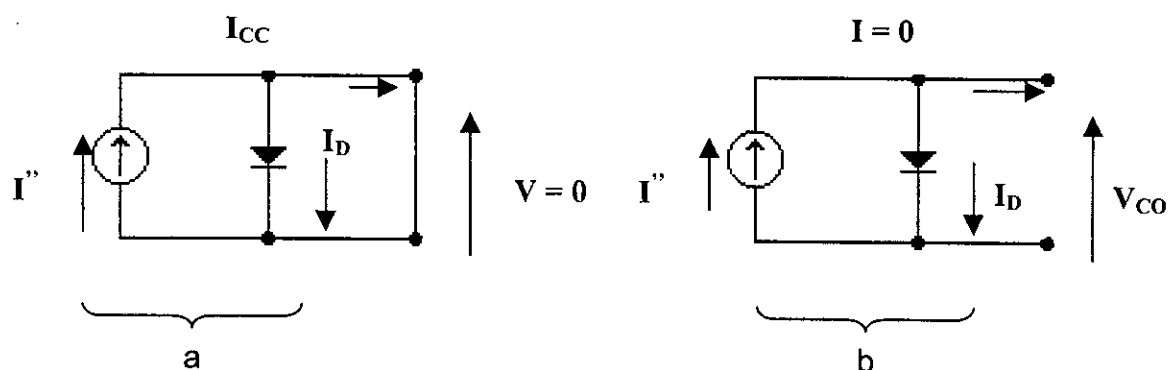 I_CC
I = 0
I_D
I”
V = 0
I”
I_D
V_CO
a
b